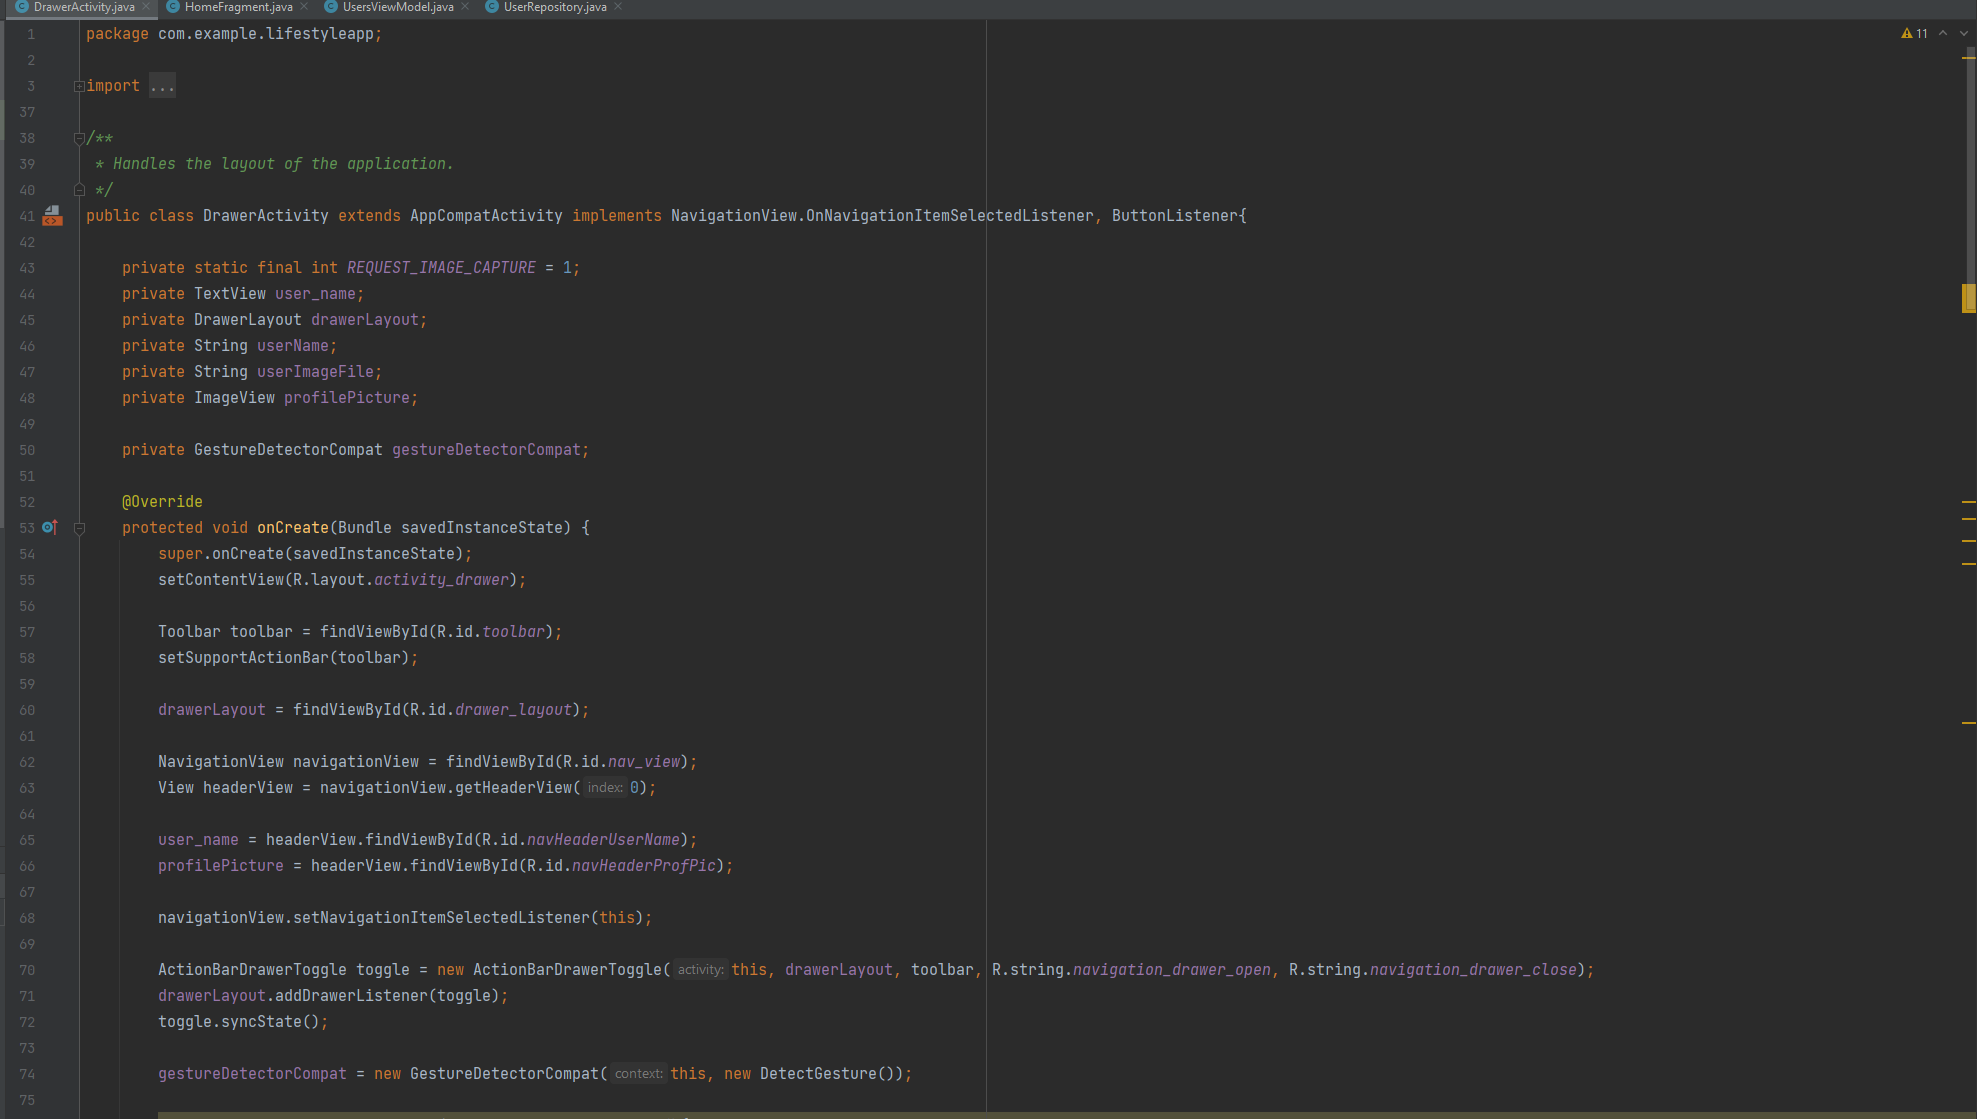 DrawerActivity.java HomeFragment.java UsersViewModel.java UserRepository.java
1 package com.example.lifestyleapp; 11
2
3 import ...
37
38 /**
39 * Handles the layout of the application.
40 */
41 public class DrawerActivity extends AppCompatActivity implements NavigationView.OnNavigationItemSelectedListener, ButtonListener{
42
43 private static final int REQUEST_IMAGE_CAPTURE = 1;
44 private TextView user_name;
45 private DrawerLayout drawerLayout;
46 private String userName;
47 private String userImageFile;
48 private ImageView profilePicture;
49
50 private GestureDetectorCompat gestureDetectorCompat;
51
52 @Override
53 protected void onCreate(Bundle savedInstanceState) {
54 super.onCreate(savedInstanceState);
55 setContentView(R.layout.activity_drawer);
56
57 Toolbar toolbar = findViewById(R.id.toolbar);
58 setSupportActionBar(toolbar);
59
60 drawerLayout = findViewById(R.id.drawer_layout);
61
62 NavigationView navigationView = findViewById(R.id.nav_view);
63 View headerView = navigationView.getHeaderView( index: 0);
64
65 user_name = headerView.findViewById(R.id.navHeaderUserName);
66 profilePicture = headerView.findViewById(R.id.navHeaderProfPic);
67
68 navigationView.setNavigationItemSelectedListener(this);
69
70 ActionBarDrawerToggle toggle = new ActionBarDrawerToggle( activity: this, drawerLayout, toolbar, R.string.navigation_drawer_open, R.string.navigation_drawer_close);
71 drawerLayout.addDrawerListener(toggle);
72 toggle.syncState();
73
74 gestureDetectorCompat = new GestureDetectorCompat( context: this, new DetectGesture());
75